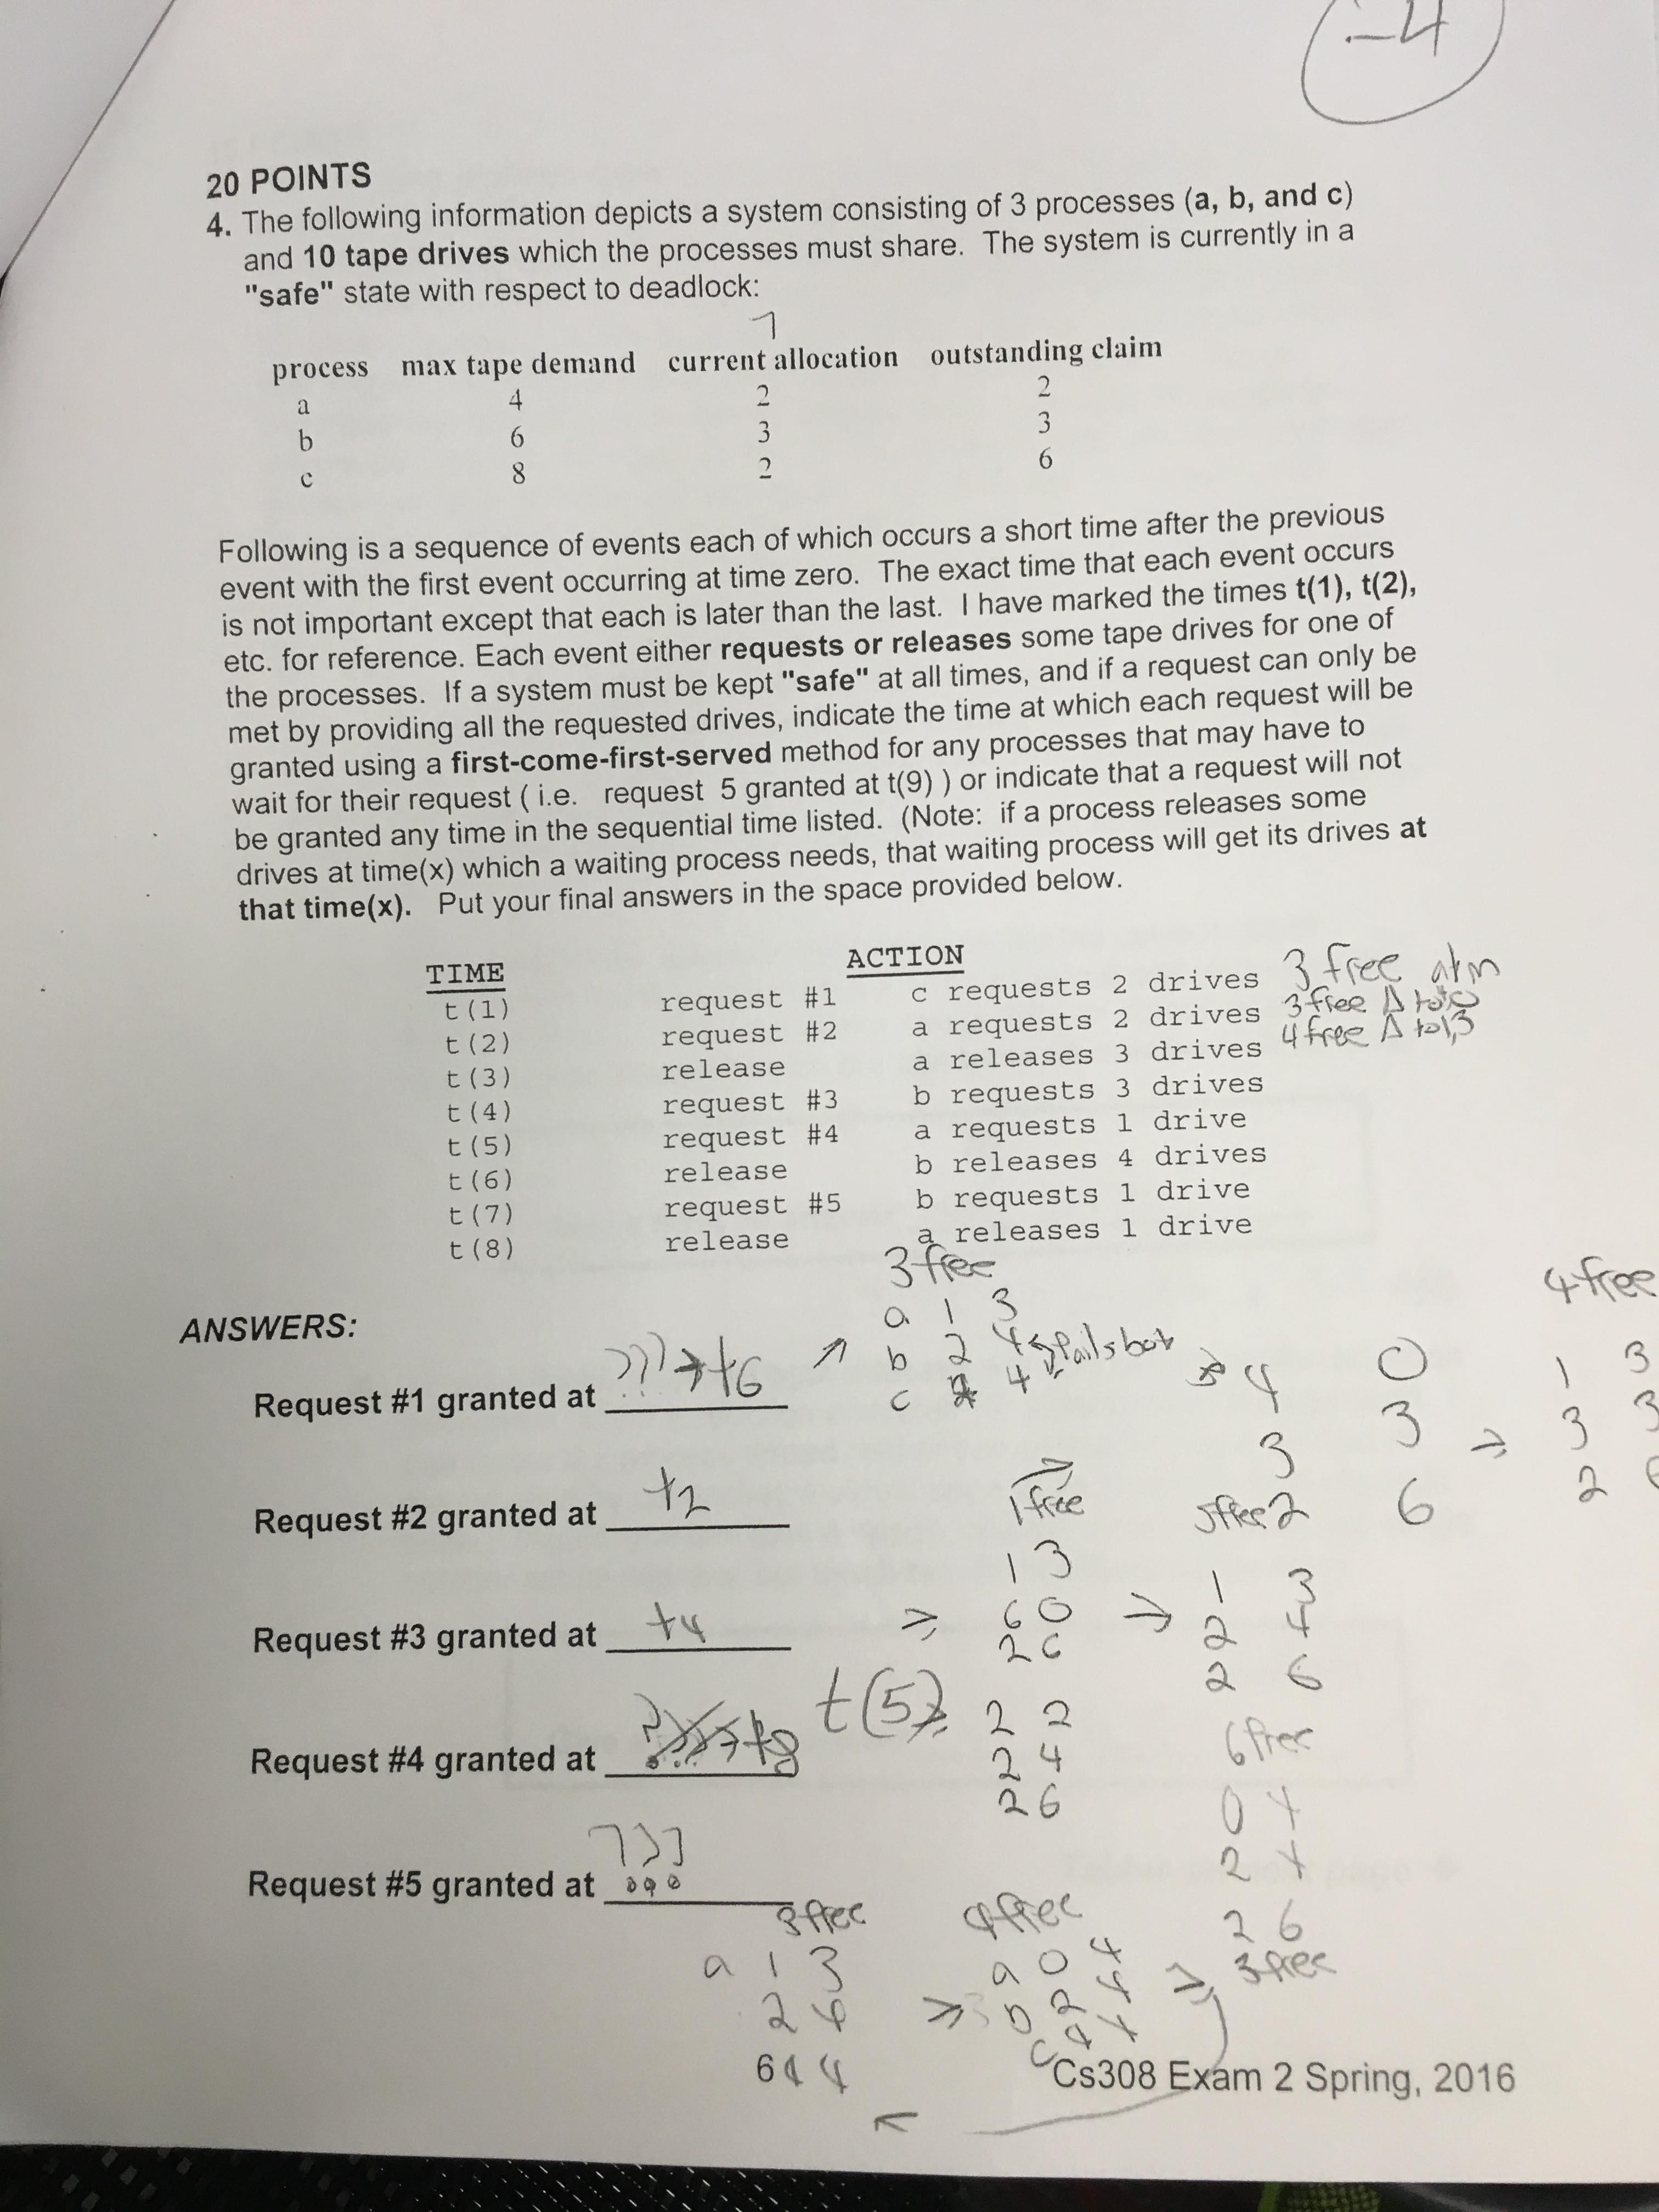 -4
20 POINTS
4. The following information depicts a system consisting of 3 processes (a, b, and c)
and 10 tape drives which the processes must share. The system is currently in a
"safe" state with respect to deadlock:
7
process max tape demand current allocation outstanding claim
a 4 2 2
b 6 3 3
c 8 2 6
Following is a sequence of events each of which occurs a short time after the previous
event with the first event occurring at time zero. The exact time that each event occurs
is not important except that each is later than the last. I have marked the times t(1), t(2),
etc. for reference. Each event either requests or releases some tape drives for one of
the processes. If a system must be kept "safe" at all times, and if a request can only be
met by providing all the requested drives, indicate the time at which each request will be
granted using a first-come-first-served method for any processes that may have to
wait for their request ( i.e. request 5 granted at t(9) ) or indicate that a request will not
be granted any time in the sequential time listed. (Note: if a process releases some
drives at time(x) which a waiting process needs, that waiting process will get its drives at
that time(x). Put your final answers in the space provided below.
TIME ACTION
t(1) request #1 c requests 2 drives 3 free atm
t(2) request #2 a requests 2 drives 3 free Δ to
t(3) release a releases 3 drives 4 free Δ to 1,3
t(4) request #3 b requests 3 drives
t(5) request #4 a requests 1 drive
t(6) release b releases 4 drives
t(7) request #5 b requests 1 drive
t(8) release a releases 1 drive
3 free
4 free
ANSWERS:
a 1 3
b 2 4
c 4
4 0 1 3
3 3 ⇒ 3 3
2 6 2
Request #1 granted at ??? → t6
Request #2 granted at t2
1 free
5 free
Request #3 granted at t4
1 3
6 0
2 6
⇒
1 3
2 4
2 6
Request #4 granted at t8 t(5)
2 2
2 4
2 6
6 free
0 4
2 4
2 6
Request #5 granted at ???
3 free
4 free
3 free
a 1 3
2 4
6 4 4
a 0 4
b 2 4
c 4 4
Cs308 Exam 2 Spring, 2016